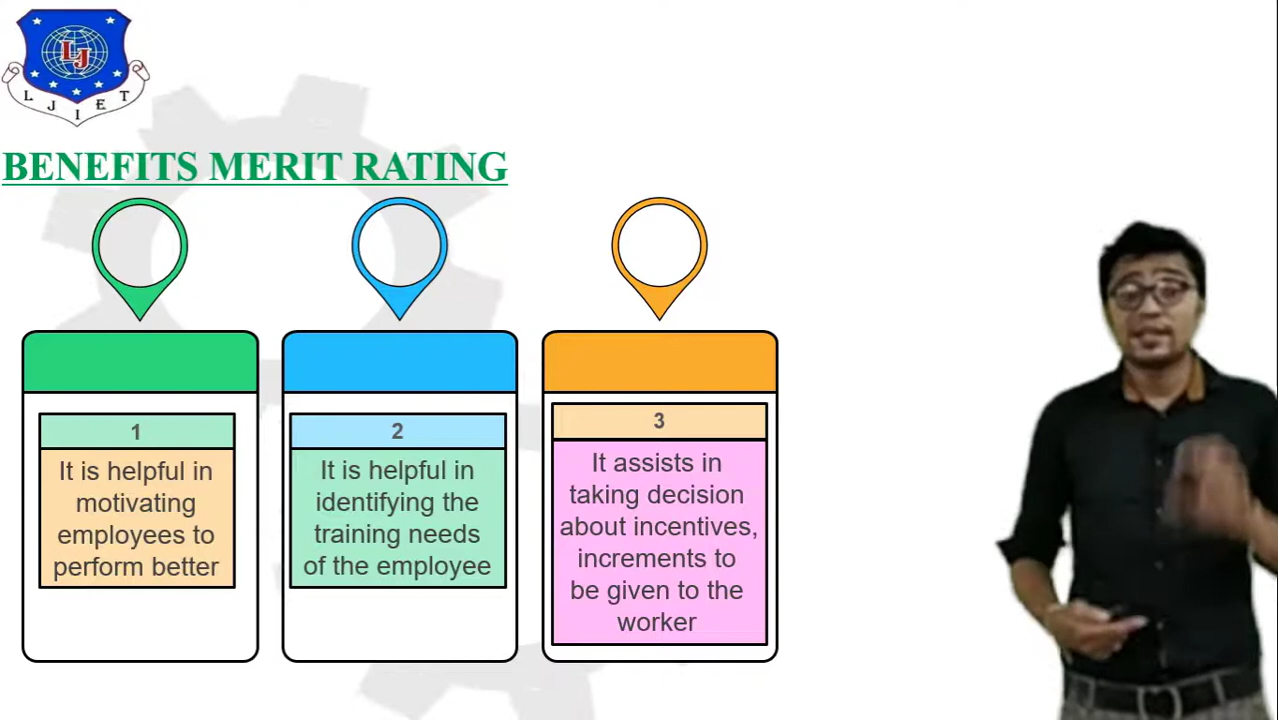 LJ
LJIET
BENEFITS MERIT RATING
1
It is helpful in
motivating
employees to
perform better
2
It is helpful in
identifying the
training needs
of the employee
3
It assists in
taking decision
about incentives,
increments to
be given to the
worker